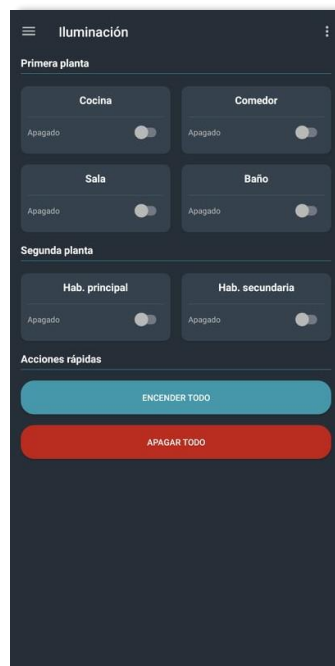 Iluminación
Primera planta
Cocina
Comedor
Apagado
Apagado
Sala
Baño
Apagado
Apagado
Segunda planta
Hab. principal
Hab. secundaria
Apagado
Apagado
Acciones rápidas
ENCENDER TODO
APAGAR TODO